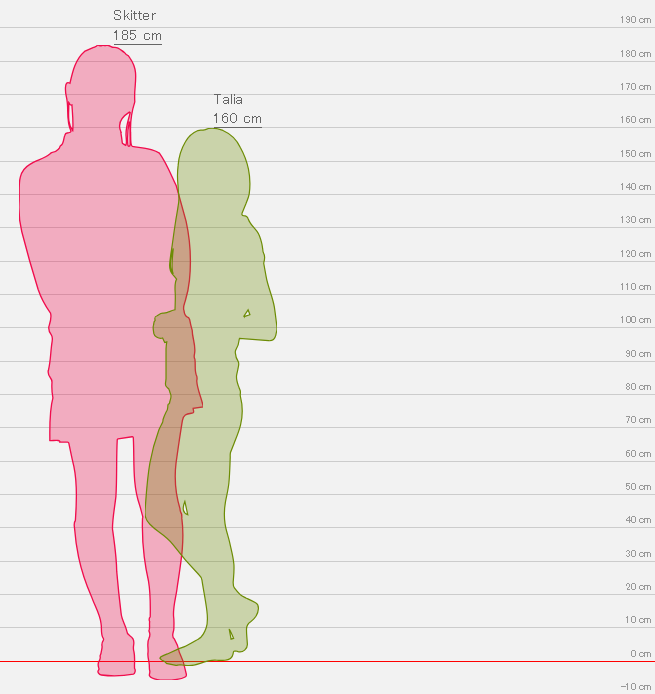 Skitter
185 cm
Talia
160 cm
190 cm
180 cm
170 cm
160 cm
150 cm
140 cm
130 cm
120 cm
110 cm
100 cm
90 cm
80 cm
70 cm
60 cm
50 cm
40 cm
30 cm
20 cm
10 cm
0 cm
−10 cm